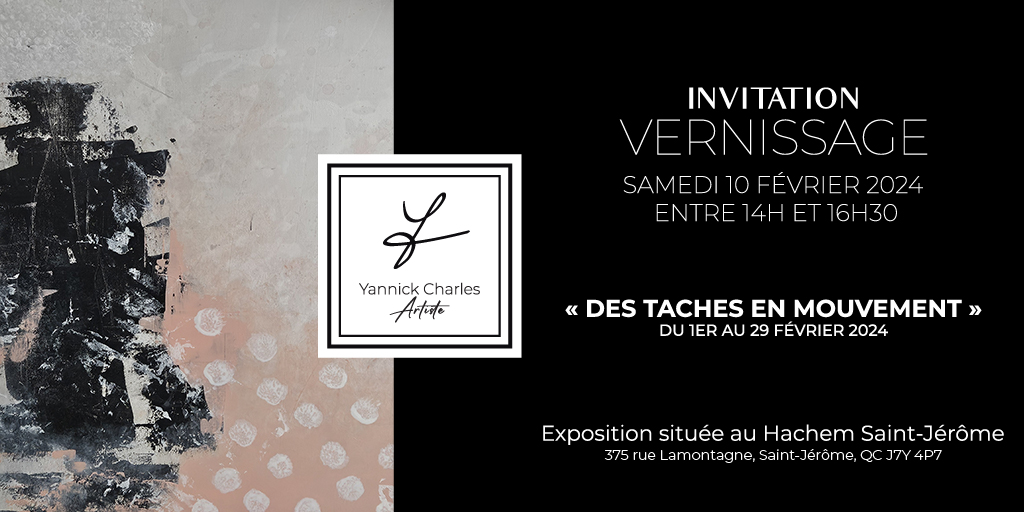 Yannick Charles
Artiste
INVITATION
VERNISSAGE
SAMEDI 10 FÉVRIER 2024
ENTRE 14H ET 16H30
« DES TACHES EN MOUVEMENT »
DU 1ER AU 29 FÉVRIER 2024
Exposition située au Hachem Saint-Jérôme
375 rue Lamontagne, Saint-Jérôme, QC J7Y 4P7